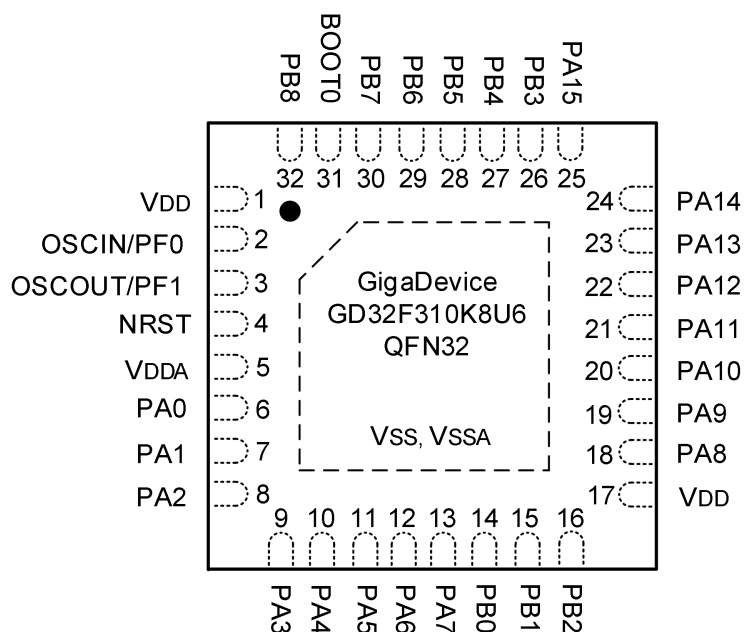 PB8
BOOT0
PB7
PB6
PB5
PB4
PB3
PA15
32 31 30 29 28 27 26 25
VDD 1
OSCIN/PF0 2
OSCOUT/PF1 3
NRST 4
VDDA 5
PA0 6
PA1 7
PA2 8
GigaDevice
GD32F310K8U6
QFN32
VSS, VSSA
24 PA14
23 PA13
22 PA12
21 PA11
20 PA10
19 PA9
18 PA8
17 VDD
9 10 11 12 13 14 15 16
PA3
PA4
PA5
PA6
PA7
PB0
PB1
PB2